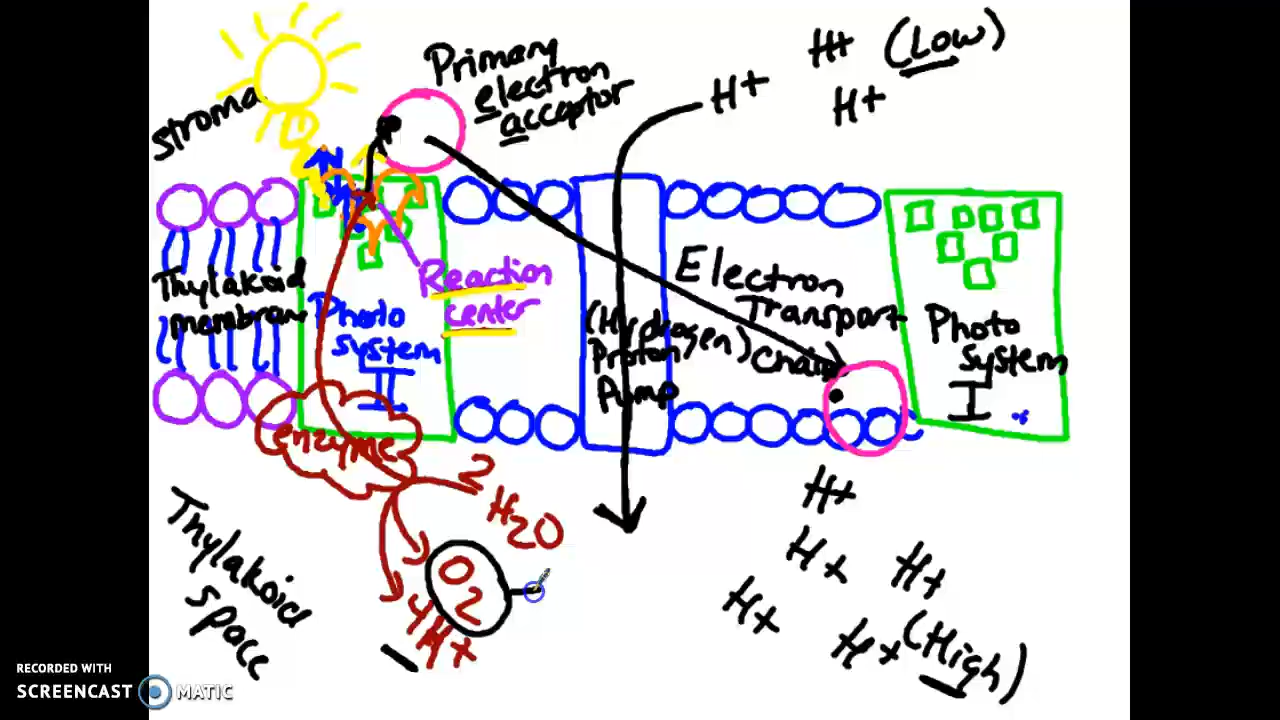 stroma
Primary
electron
acceptor
H+
H+ (Low)
H+
Thylakoid
membran
Photo
system
II
Reaction
center
(Hydrogen)
Proton
Pump
Electron
Transport
Chain
Photo
System
I
enzyme
2
H2O
O2
4H+
Thylakoid
space
H+
H+
H+
H+
H+
(High)
RECORDED WITH
SCREENCAST MATIC